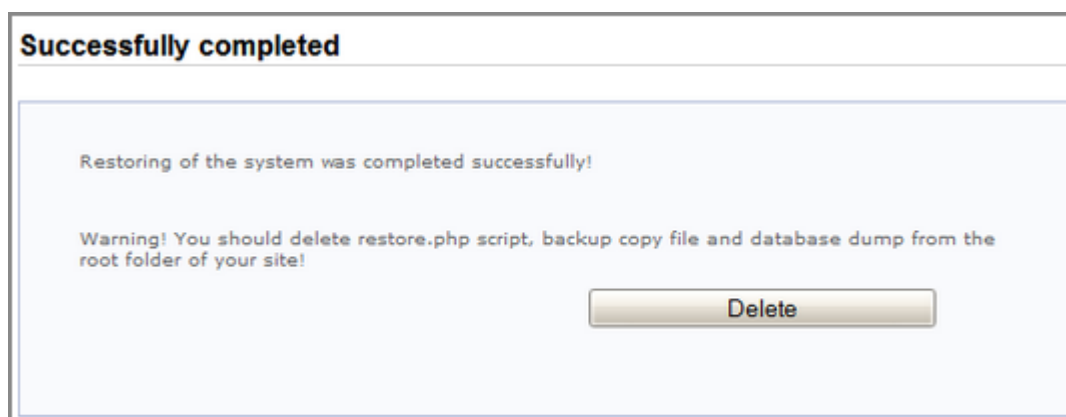 Successfully completed
Restoring of the system was completed successfully!
Warning! You should delete restore.php script, backup copy file and database dump from the
root folder of your site!
Delete